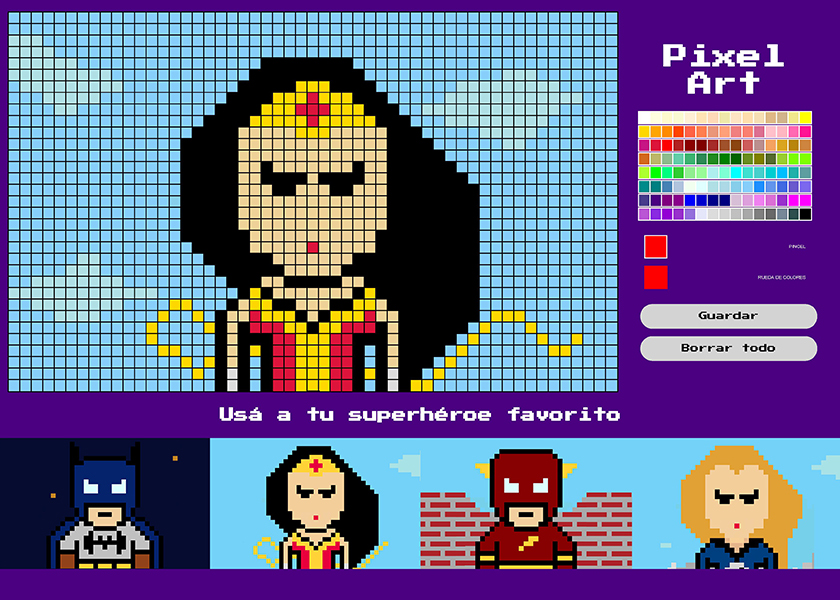 Pixel
Art
PINCEL
RUEDA DE COLORES
Guardar
Borrar todo
Usá a tu superhéroe favorito